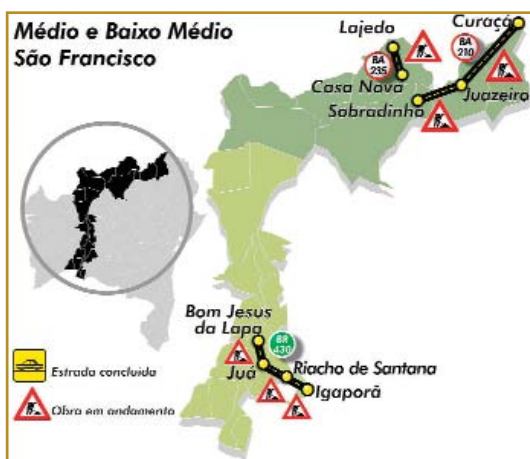 Médio e Baixo Médio
São Francisco
Lajedo
Curaçá
BA
235
BA
210
Casa Nova
Juazeiro
Sobradinho
Bom Jesus
da Lapa
BR
430
Juá
Riacho de Santana
Igaporã
Estrada concluída
Obra em andamento